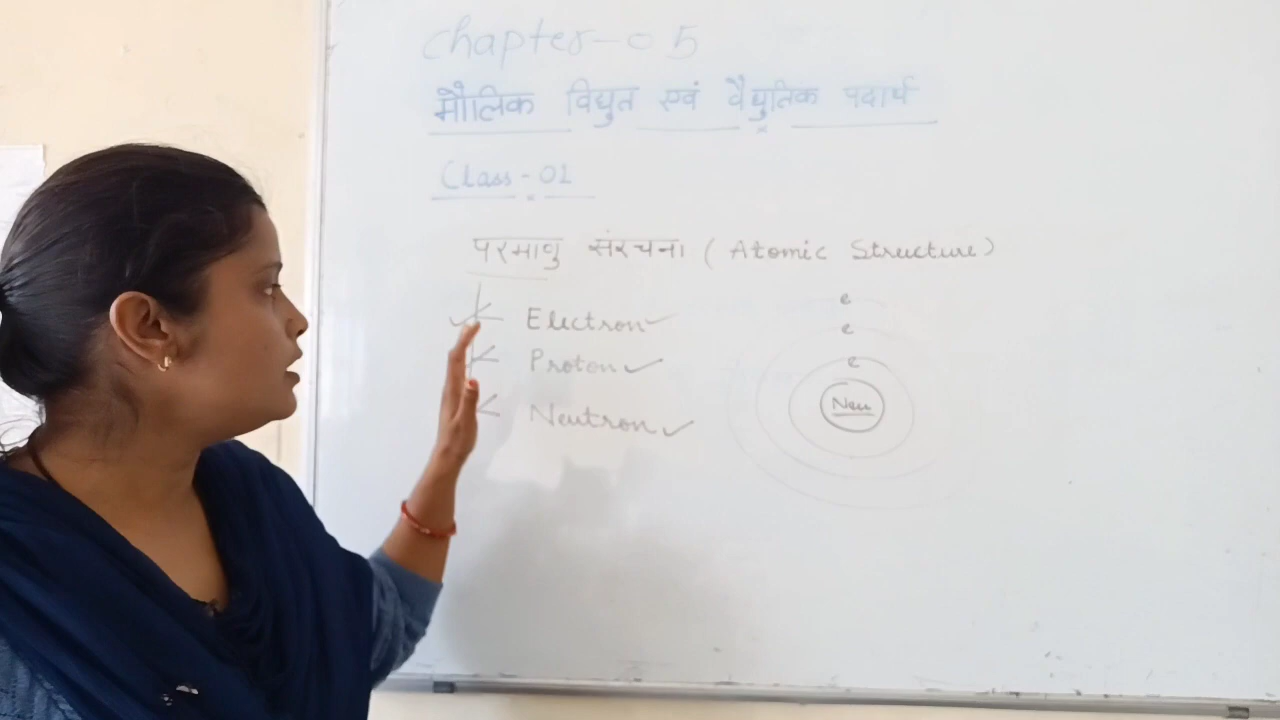 Chapter-05
मौलिक विद्युत एवं वैद्युतिक पदार्थ
Class-01
परमाणु संरचना (Atomic Structure)
Electron
Proton
Neutron
e
e
e
Neu